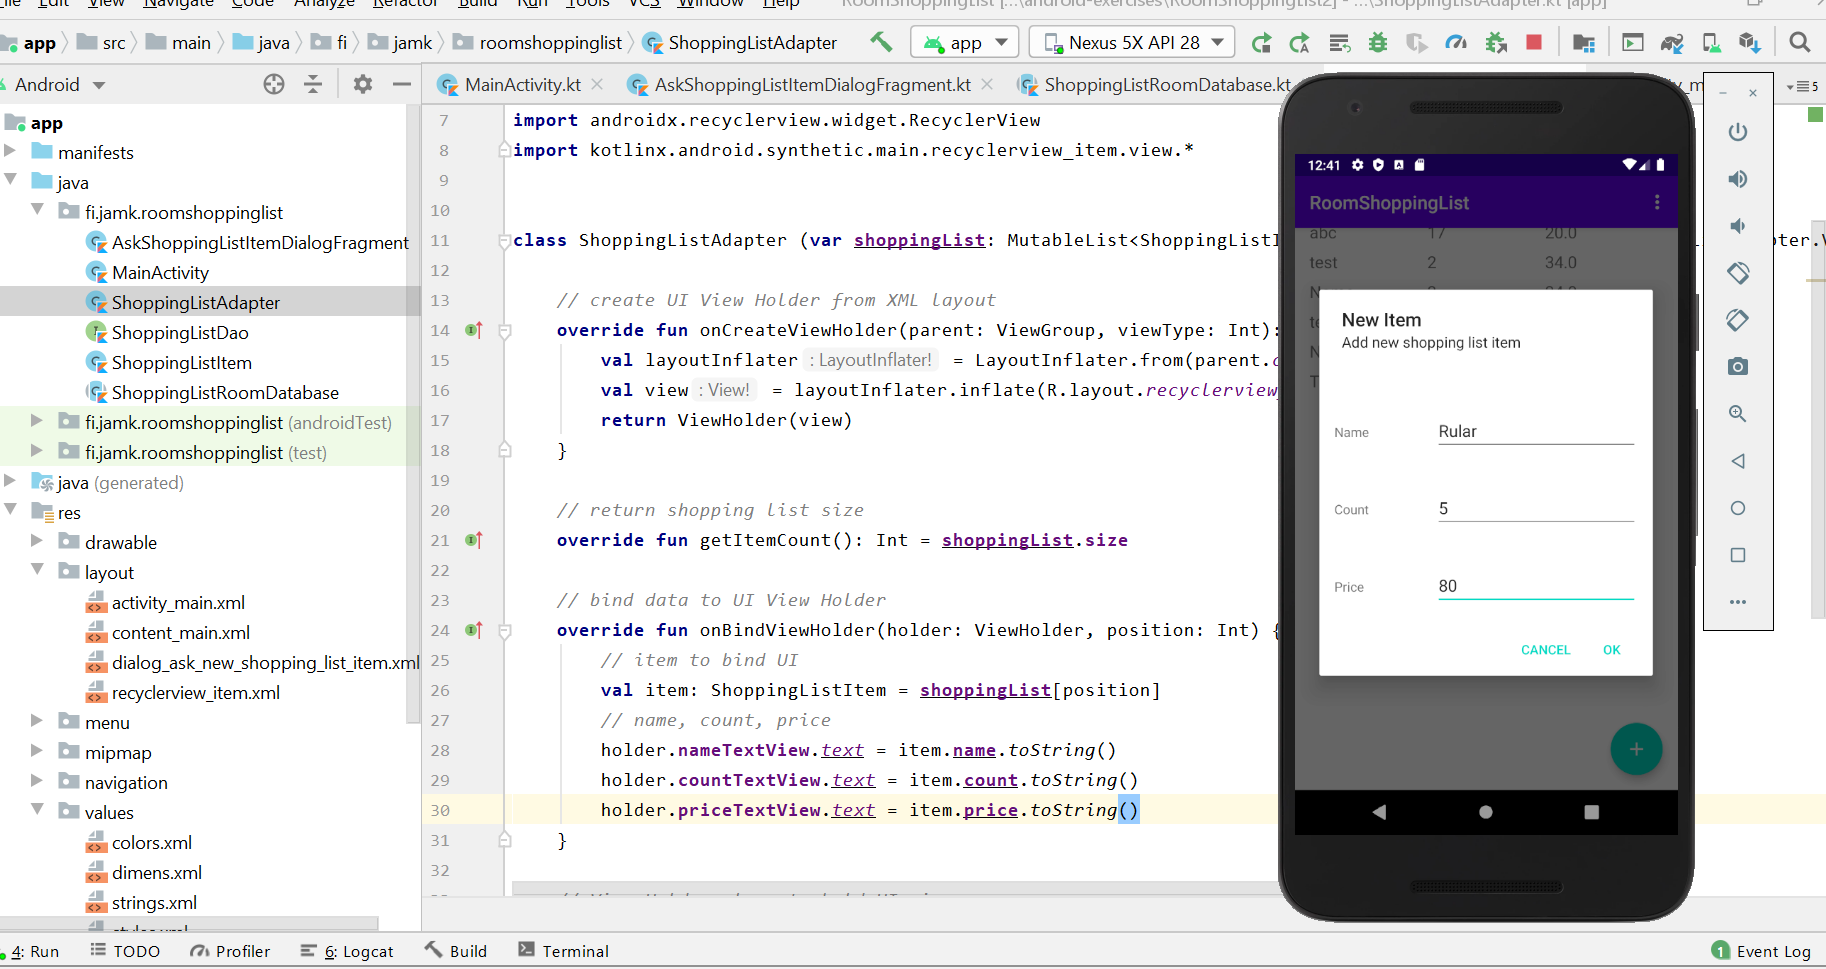 Edit View Navigate Code Analyze Refactor Build Run Tools VCS Window Help RoomShoppingList [...\android-exercises\RoomShoppingList2] - ...\ShoppingListAdapter.kt [app]
app src main java fi jamk roomshoppinglist ShoppingListAdapter app Nexus 5X API 28
Android MainActivity.kt AskShoppingListItemDialogFragment.kt ShoppingListRoomDatabase.kt 5
app
manifests
java
fi.jamk.roomshoppinglist
AskShoppingListItemDialogFragment
MainActivity
ShoppingListAdapter
ShoppingListDao
ShoppingListItem
ShoppingListRoomDatabase
fi.jamk.roomshoppinglist (androidTest)
fi.jamk.roomshoppinglist (test)
java (generated)
res
drawable
layout
activity_main.xml
content_main.xml
dialog_ask_new_shopping_list_item.xml
recyclerview_item.xml
menu
mipmap
navigation
values
colors.xml
dimens.xml
strings.xml
7 import androidx.recyclerview.widget.RecyclerView
8 import kotlinx.android.synthetic.main.recyclerview_item.view.*
9
10
11 class ShoppingListAdapter (var shoppingList: MutableList<ShoppingListI
12
13 // create UI View Holder from XML layout
14 override fun onCreateViewHolder(parent: ViewGroup, viewType: Int):
15 val layoutInflater : LayoutInflater! = LayoutInflater.from(parent.
16 val view : View! = layoutInflater.inflate(R.layout.recyclerview_
17 return ViewHolder(view)
18 }
19
20 // return shopping list size
21 override fun getItemCount(): Int = shoppingList.size
22
23 // bind data to UI View Holder
24 override fun onBindViewHolder(holder: ViewHolder, position: Int) {
25 // item to bind UI
26 val item: ShoppingListItem = shoppingList[position]
27 // name, count, price
28 holder.nameTextView.text = item.name.toString()
29 holder.countTextView.text = item.count.toString()
30 holder.priceTextView.text = item.price.toString()
31 }
32
12:41
RoomShoppingList
abc 17 20.0
test 2 34.0
New Item
Add new shopping list item
Name Rular
Count 5
Price 80
CANCEL OK
4: Run TODO Profiler 6: Logcat Build Terminal 1 Event Log